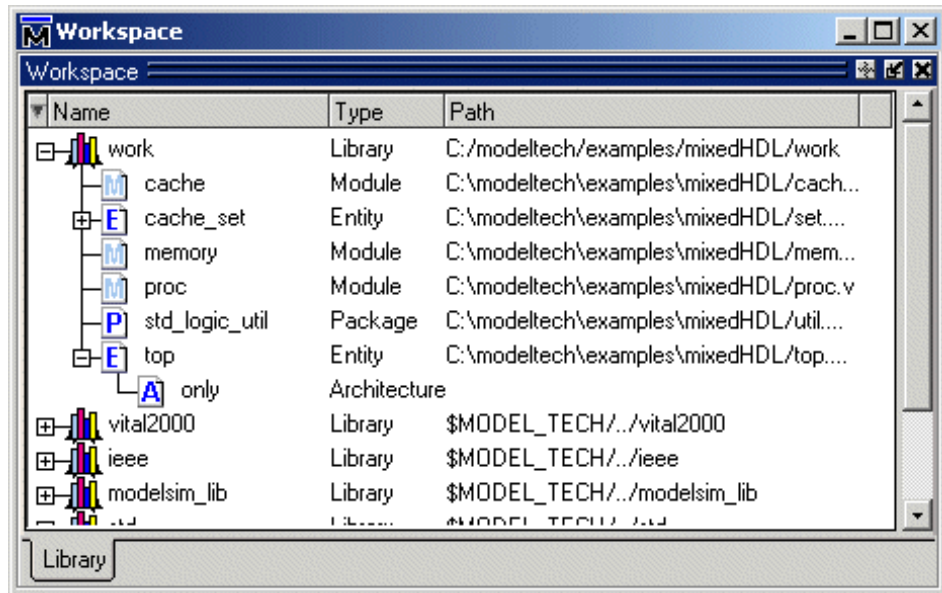 Workspace
Workspace
Name Type Path
work Library C:/modeltech/examples/mixedHDL/work
M cache Module C:\modeltech\examples\mixedHDL/cach...
E cache_set Entity C:\modeltech\examples\mixedHDL/set....
M memory Module C:\modeltech\examples\mixedHDL/mem...
M proc Module C:\modeltech\examples\mixedHDL/proc.v
P std_logic_util Package C:\modeltech\examples\mixedHDL/util....
E top Entity C:\modeltech\examples\mixedHDL/top....
A only Architecture
vital2000 Library $MODEL_TECH/../vital2000
ieee Library $MODEL_TECH/../ieee
modelsim_lib Library $MODEL_TECH/../modelsim_lib
Library